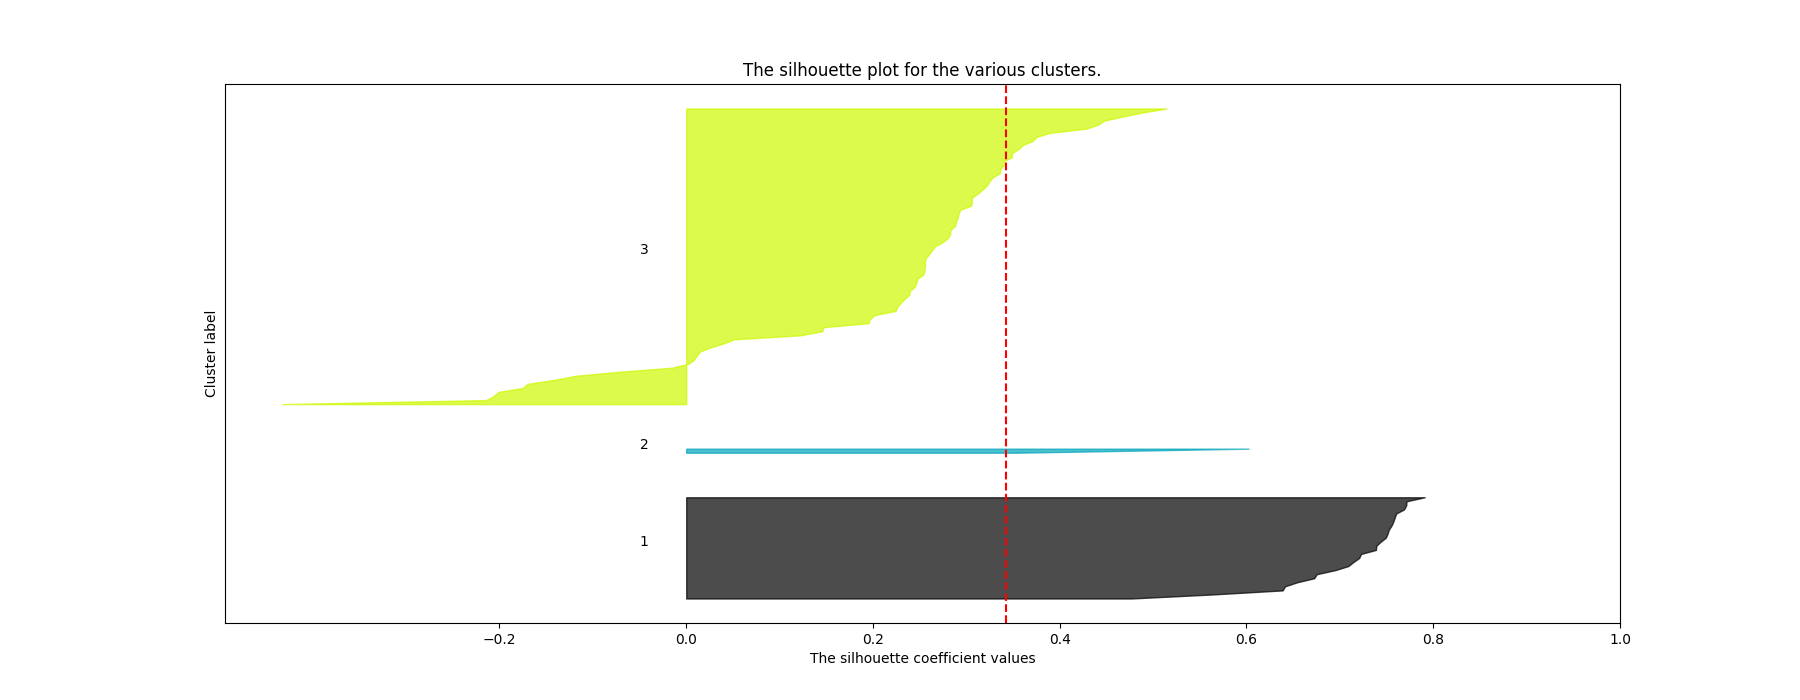 The silhouette plot for the various clusters.
3
2
1
Cluster label
−0.2 0.0 0.2 0.4 0.6 0.8 1.0
The silhouette coefficient values